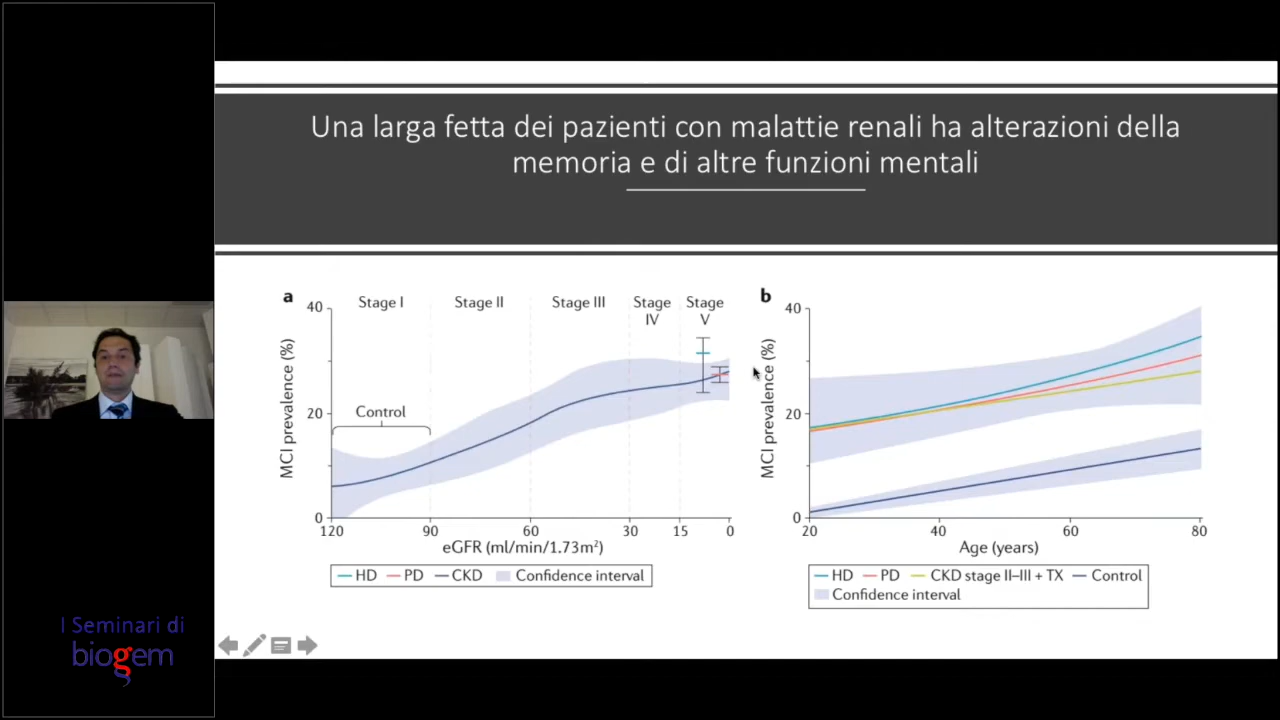 Una larga fetta dei pazienti con malattie renali ha alterazioni della
memoria e di altre funzioni mentali
a
Stage I
Stage II
Stage III
Stage
IV
Stage
V
40
20
0
MCI prevalence (%)
Control
120
90
60
30
15
0
eGFR (ml/min/1.73m²)
HD PD CKD Confidence interval
b
40
20
0
MCI prevalence (%)
20
40
60
80
Age (years)
HD PD CKD stage II–III + TX Control
Confidence interval
I Seminari di
biogem